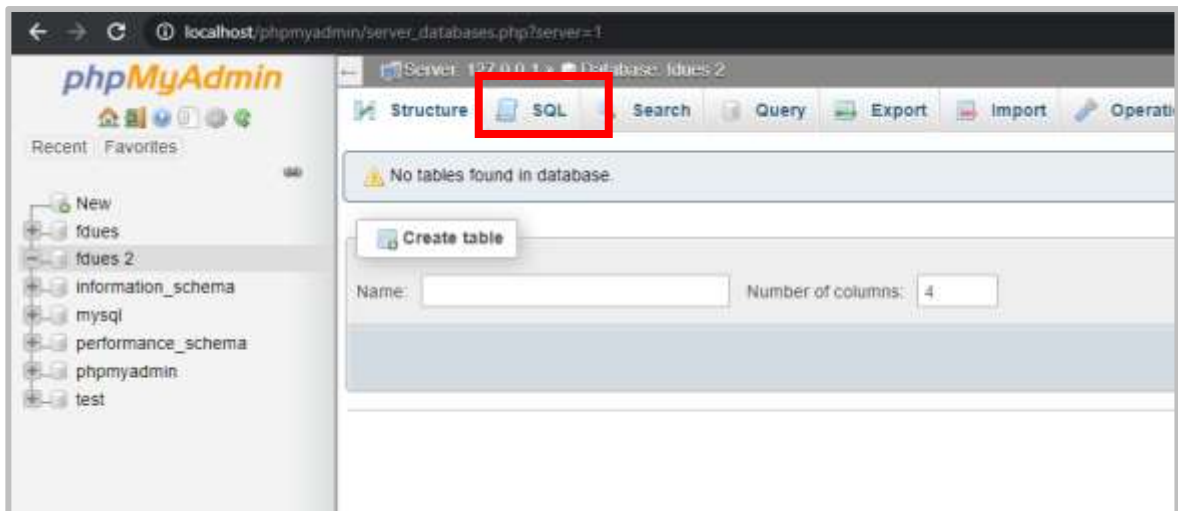 localhost/phpmyadmin/server_databases.php?server=1
phpMyAdmin
Recent Favorites
New
fdues
fdues 2
information_schema
mysql
performance_schema
phpmyadmin
test
Server: 127.0.0.1 » Database: fdues 2
Structure SQL Search Query Export Import Operati
No tables found in database.
Create table
Name: Number of columns: 4